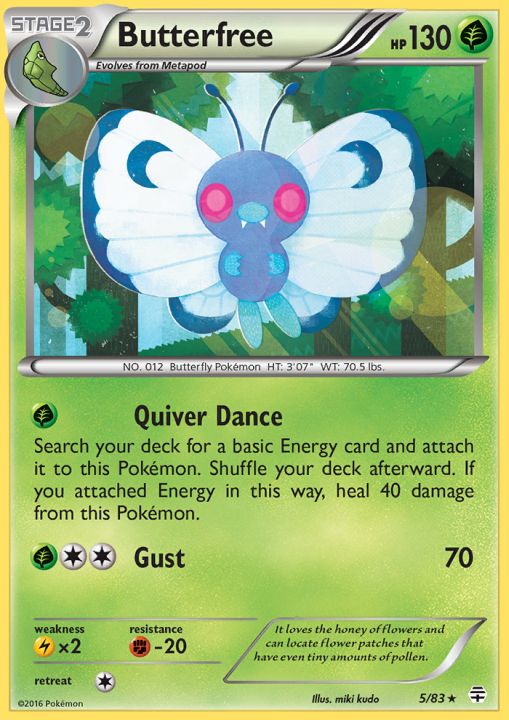 STAGE2
Butterfree
HP130
Evolves from Metapod
NO. 012 Butterfly Pokémon HT: 3'07" WT: 70.5 lbs.
Quiver Dance
Search your deck for a basic Energy card and attach
it to this Pokémon. Shuffle your deck afterward. If
you attached Energy in this way, heal 40 damage
from this Pokémon.
Gust 70
weakness resistance
×2 -20
It loves the honey of flowers and
can locate flower patches that
have even tiny amounts of pollen.
retreat
©2016 Pokémon
Illus. miki kudo
5/83★